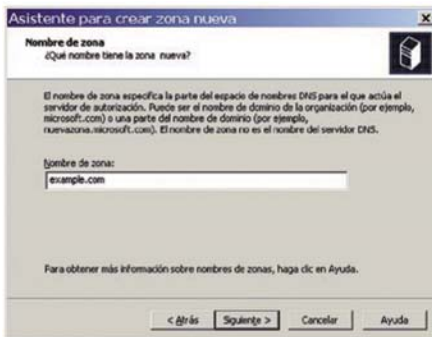 Asistente para crear zona nueva
Nombre de zona
¿Qué nombre tiene la zona nueva?
El nombre de zona especifica la parte del espacio de nombres DNS para el que actúa el
servidor de autorización. Puede ser el nombre de dominio de la organización (por ejemplo,
microsoft.com) o una parte del nombre de dominio (por ejemplo,
nuevazona.microsoft.com). El nombre de zona no es el nombre del servidor DNS.
Nombre de zona:
example.com
Para obtener más información sobre nombres de zonas, haga clic en Ayuda.
< Atrás Siguiente > Cancelar Ayuda